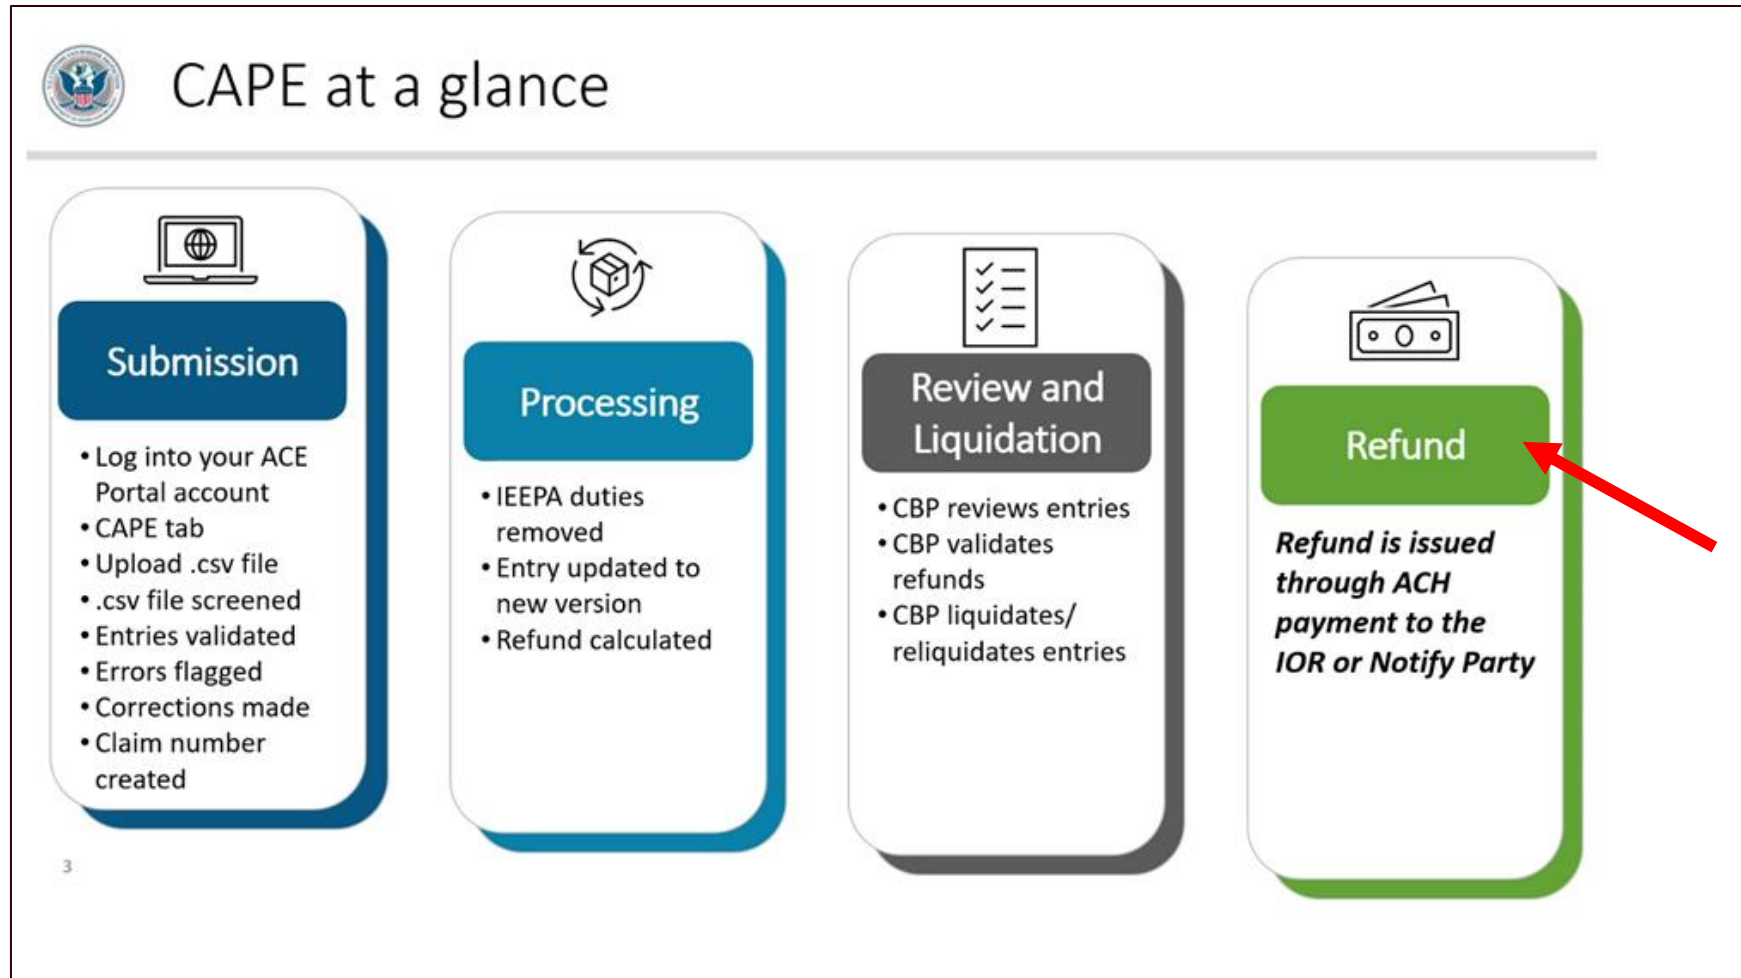 CAPE at a glance
Submission
• Log into your ACE
Portal account
• CAPE tab
• Upload .csv file
• .csv file screened
• Entries validated
• Errors flagged
• Corrections made
• Claim number
created
Processing
• IEEPA duties
removed
• Entry updated to
new version
• Refund calculated
Review and
Liquidation
• CBP reviews entries
• CBP validates
refunds
• CBP liquidates/
reliquidates entries
Refund
Refund is issued
through ACH
payment to the
IOR or Notify Party
3